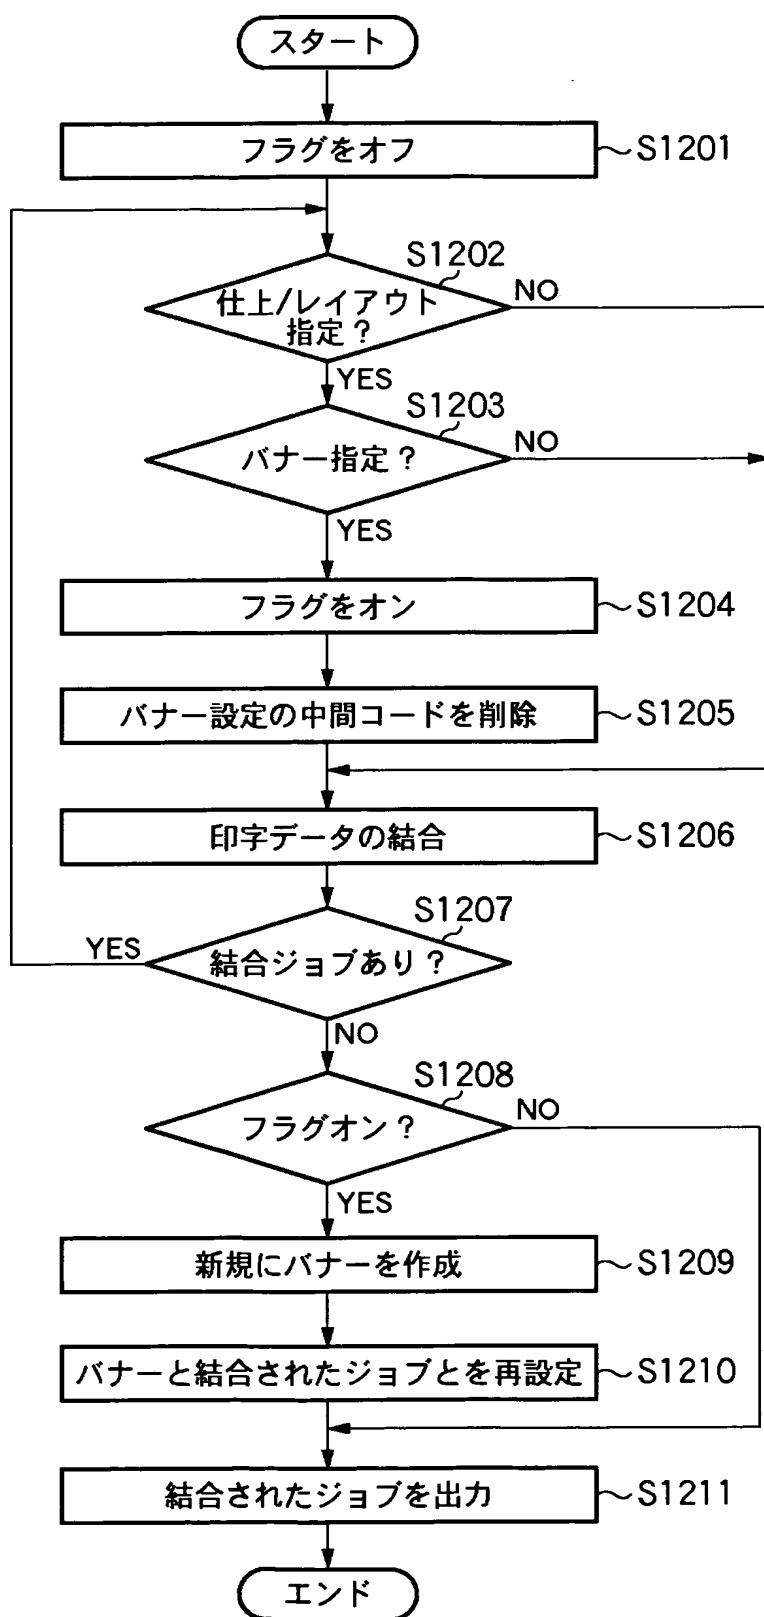 スタート
フラグをオフ
S1201
S1202
仕上/レイアウト
指定?
NO
YES
S1203
バナー指定?
NO
YES
フラグをオン
S1204
バナー設定の中間コードを削除
S1205
印字データの結合
S1206
S1207
YES
結合ジョブあり?
NO
S1208
フラグオン?
NO
YES
新規にバナーを作成
S1209
バナーと結合されたジョブとを再設定
S1210
結合されたジョブを出力
S1211
エンド